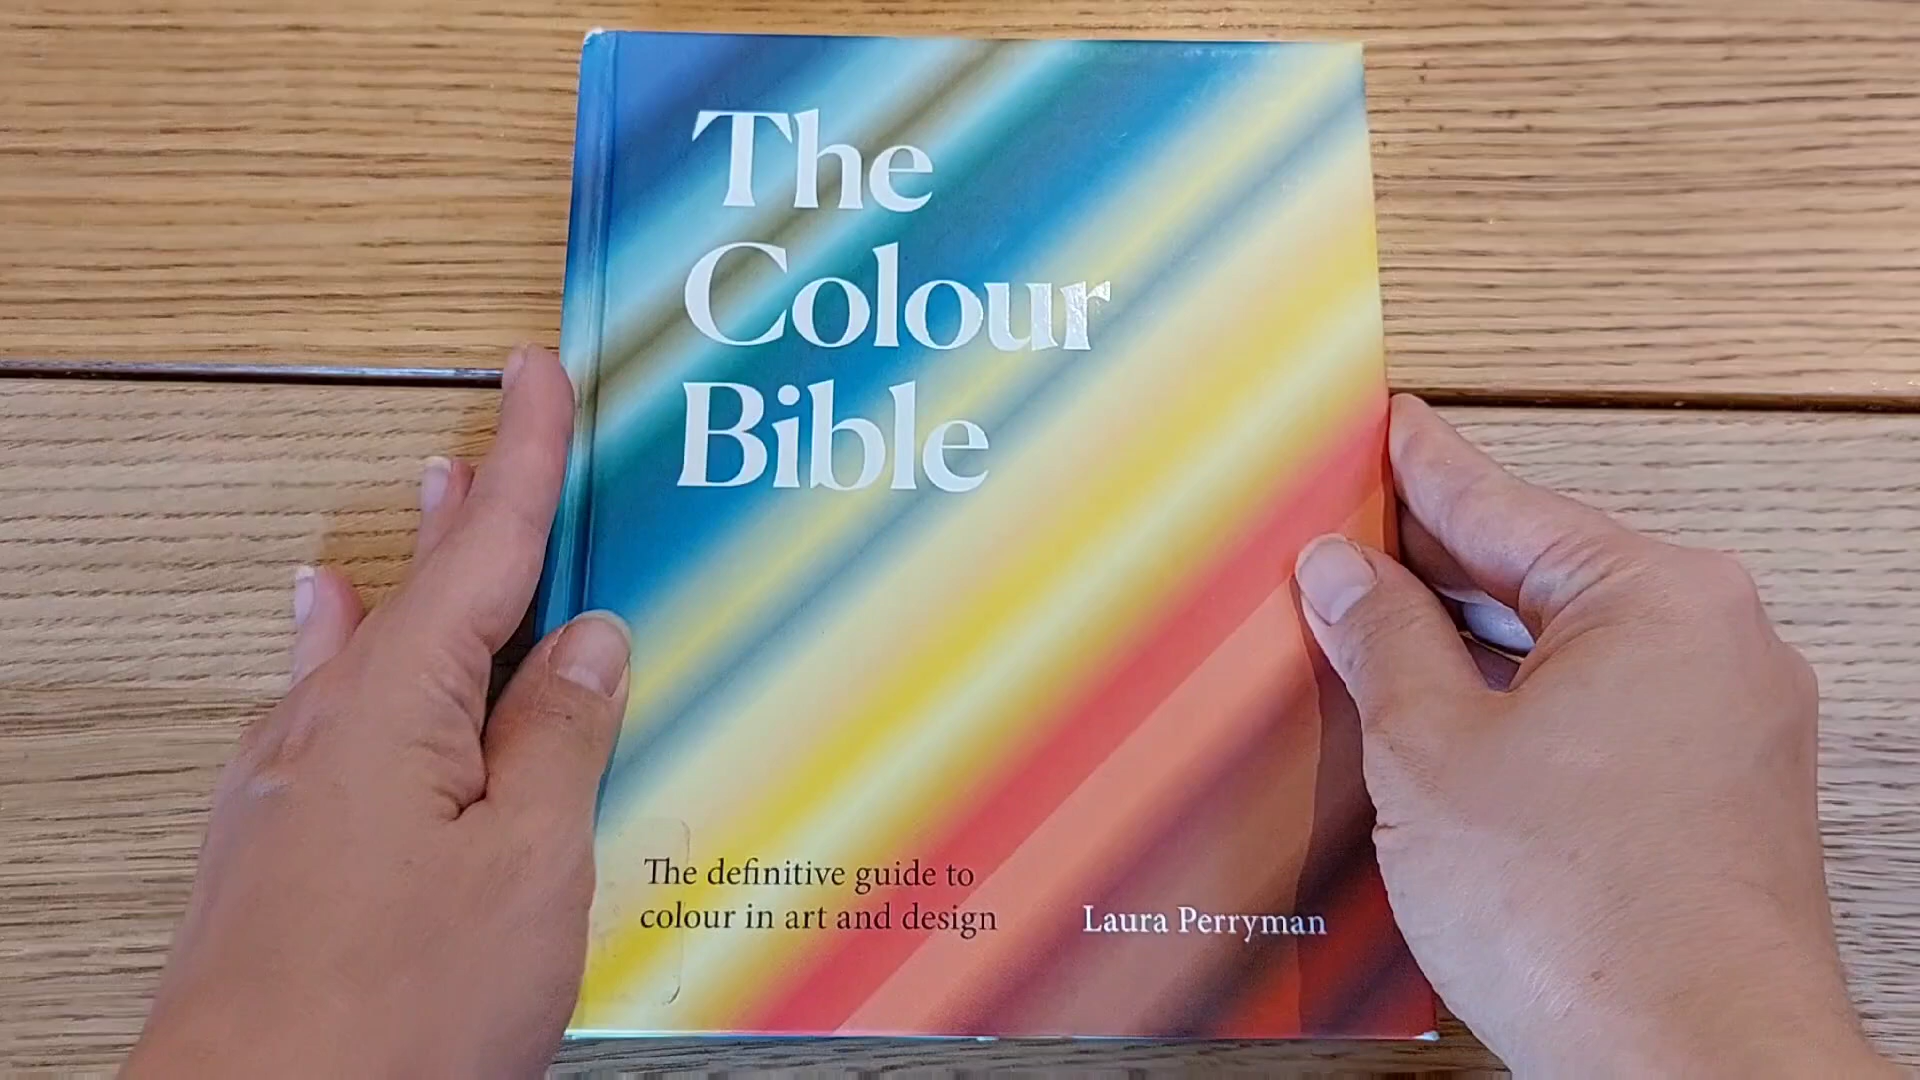 The
Colour
Bible
The definitive guide to
colour in art and design
Laura Perryman